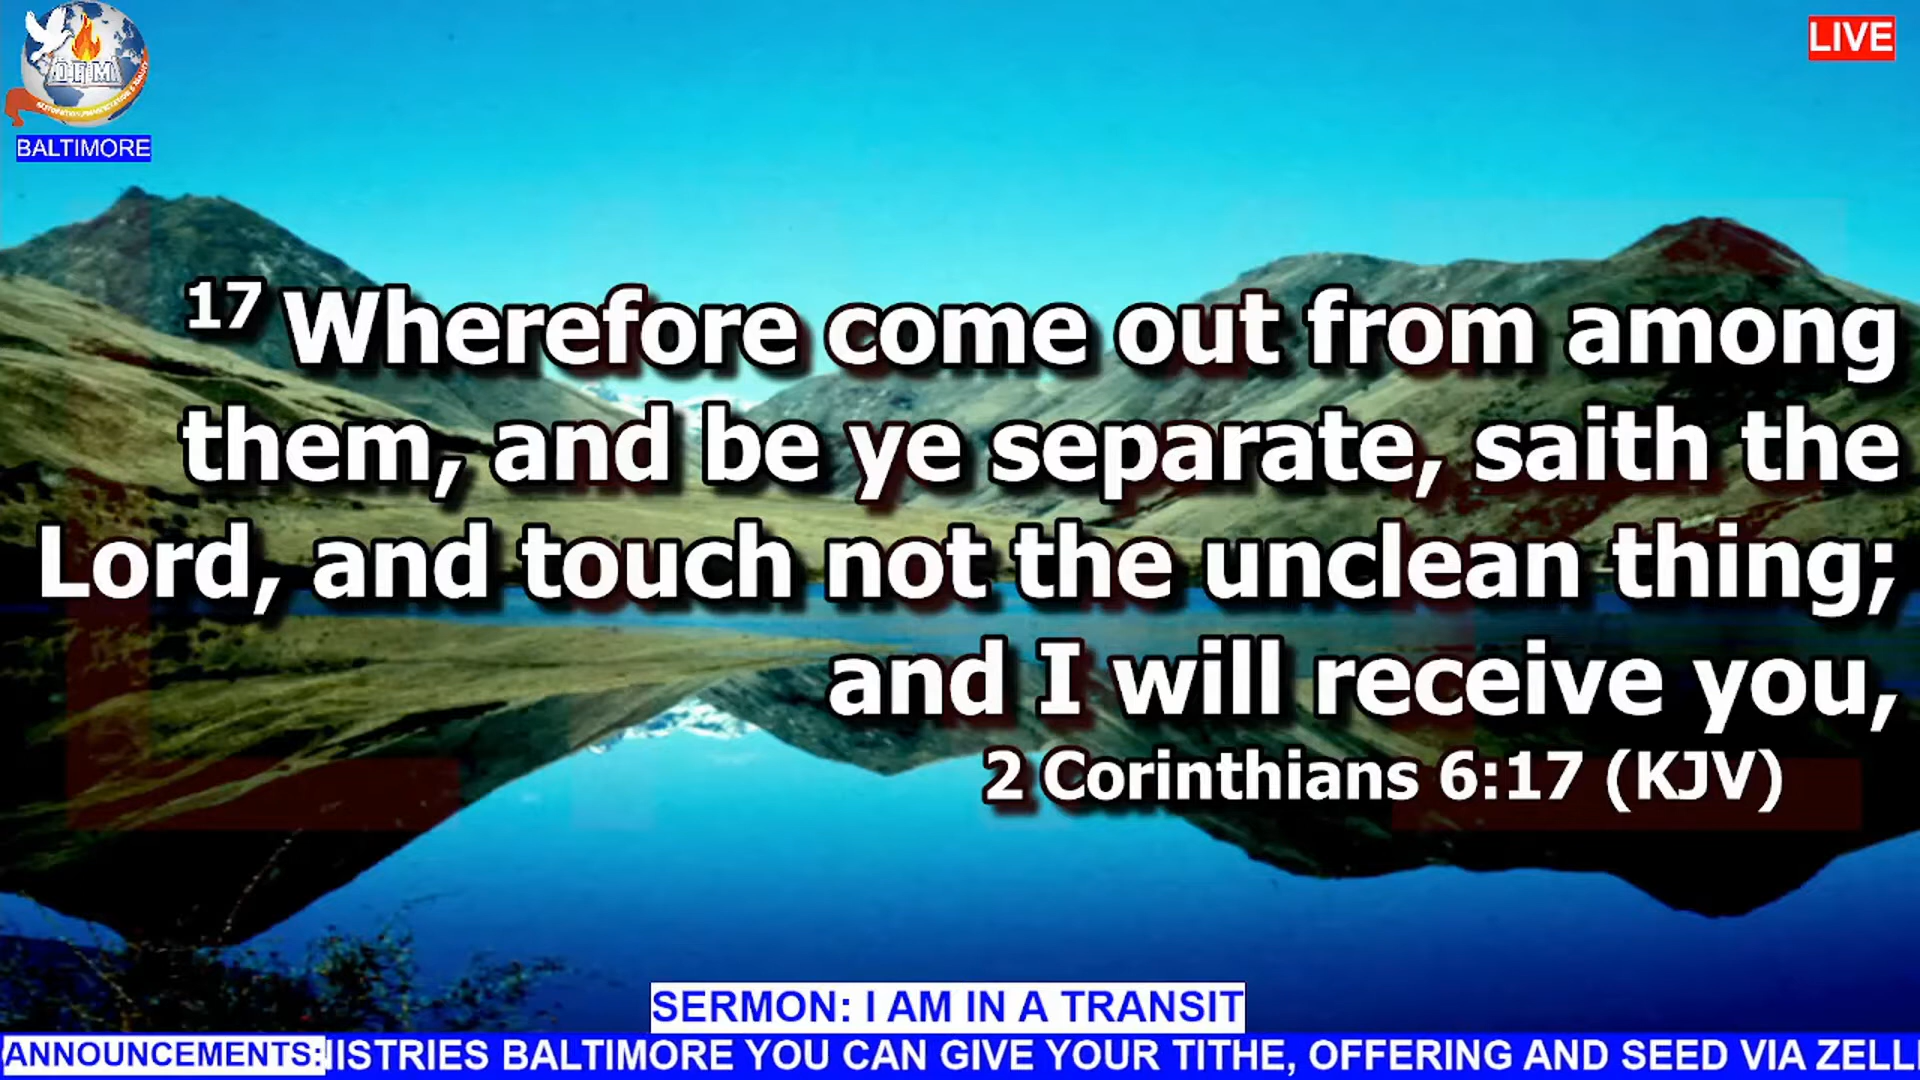 O.F.M
BALTIMORE
LIVE
17 Wherefore come out from among
them, and be ye separate, saith the
Lord, and touch not the unclean thing;
and I will receive you,
2 Corinthians 6:17 (KJV)
SERMON: I AM IN A TRANSIT
ANNOUNCEMENTS: NISTRIES BALTIMORE YOU CAN GIVE YOUR TITHE, OFFERING AND SEED VIA ZELL